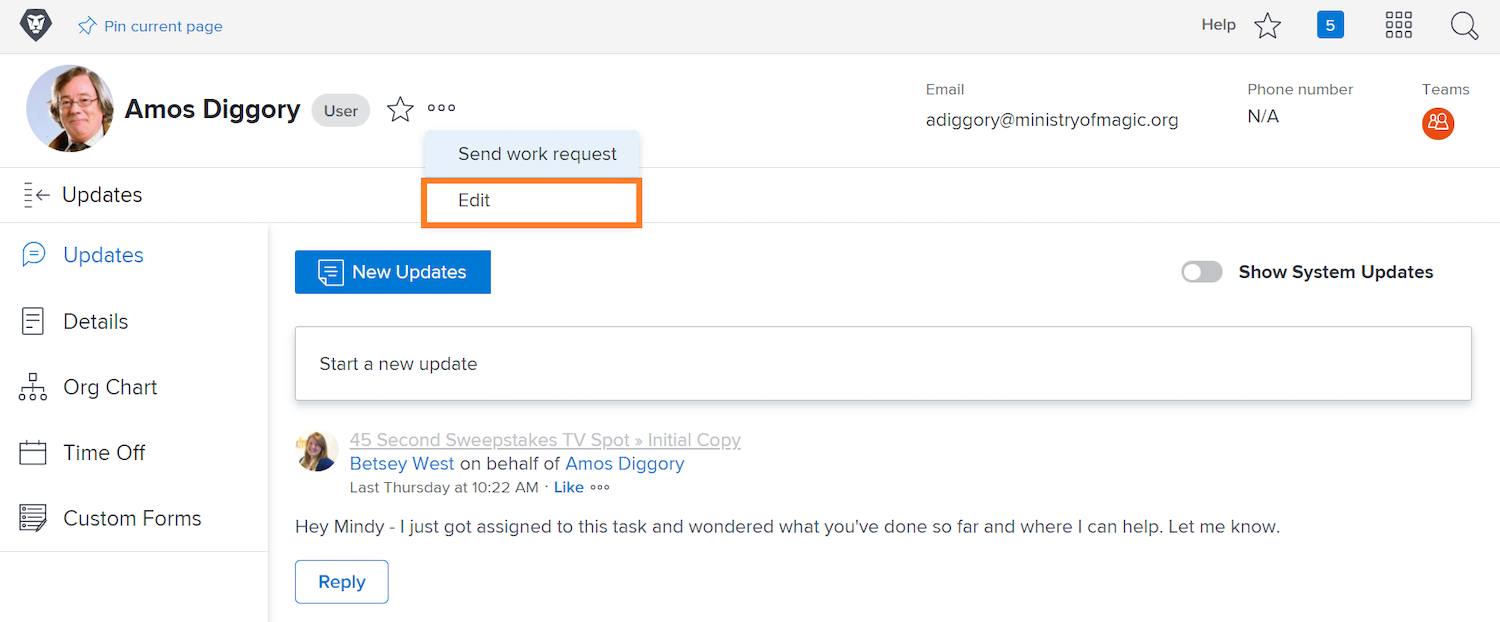 Pin current page
Help
5
Amos Diggory
User
Email
adiggory@ministryofmagic.org
Phone number
N/A
Teams
Send work request
Edit
Updates
Updates
Details
Org Chart
Time Off
Custom Forms
New Updates
Show System Updates
Start a new update
45 Second Sweepstakes TV Spot » Initial Copy
Betsey West on behalf of Amos Diggory
Last Thursday at 10:22 AM · Like
Hey Mindy - I just got assigned to this task and wondered what you've done so far and where I can help. Let me know.
Reply